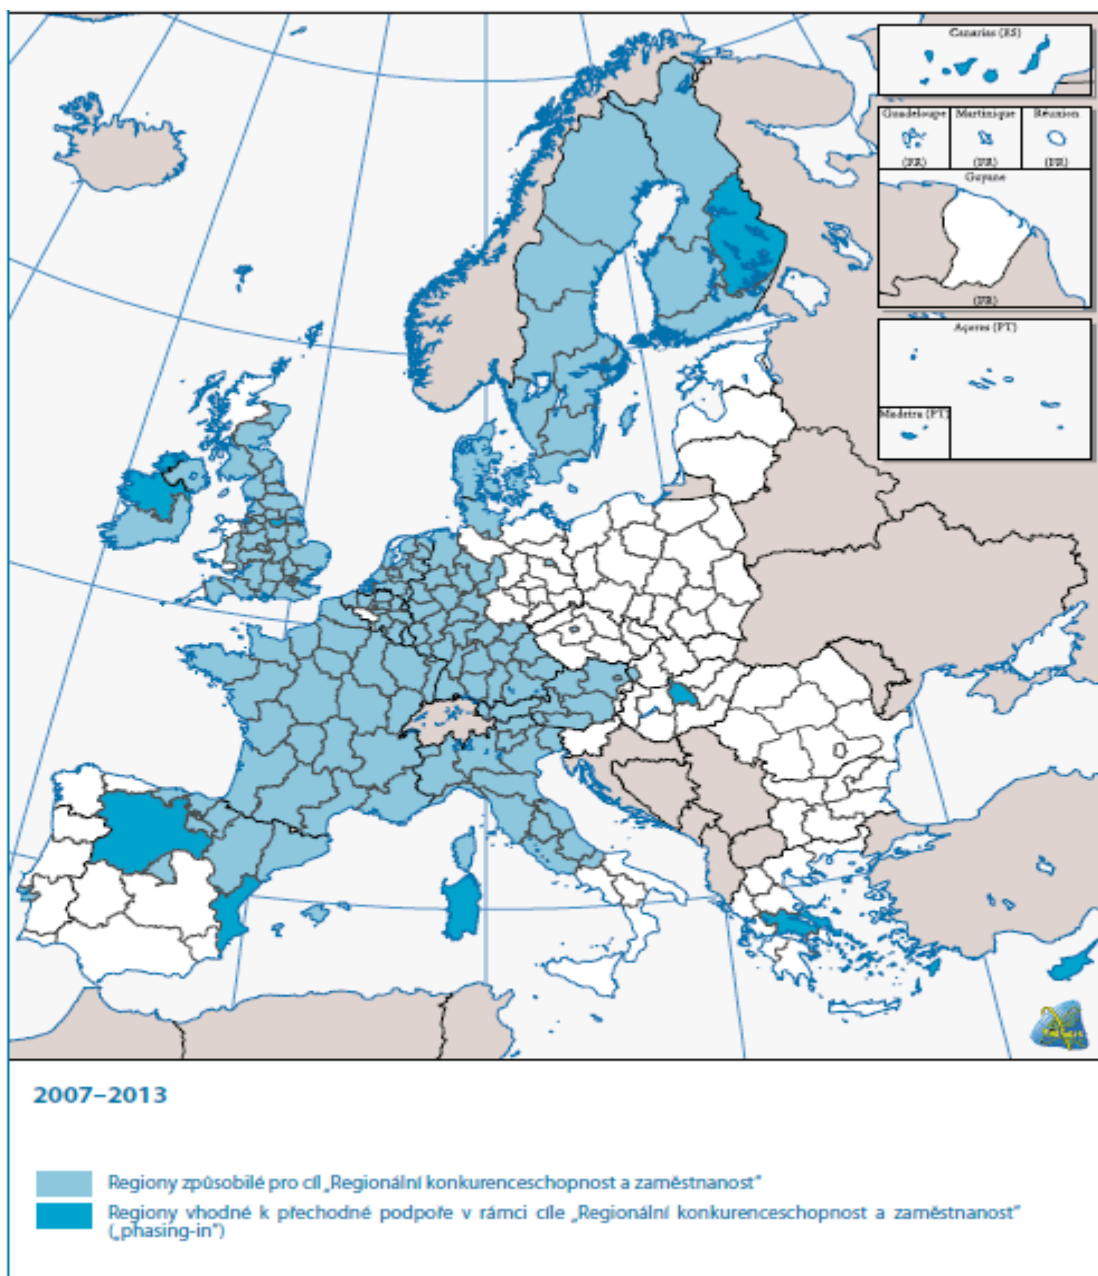 Canarias (ES)
Guadeloupe Martinique Réunion
(FR) (FR) (FR)
Guyane
(FR)
Açores (PT)
Madeira (PT)
2007–2013
Regiony způsobilé pro cíl „Regionální konkurenceschopnost a zaměstnanost“
Regiony vhodné k přechodné podpoře v rámci cíle „Regionální konkurenceschopnost a zaměstnanost“
(„phasing-in“)